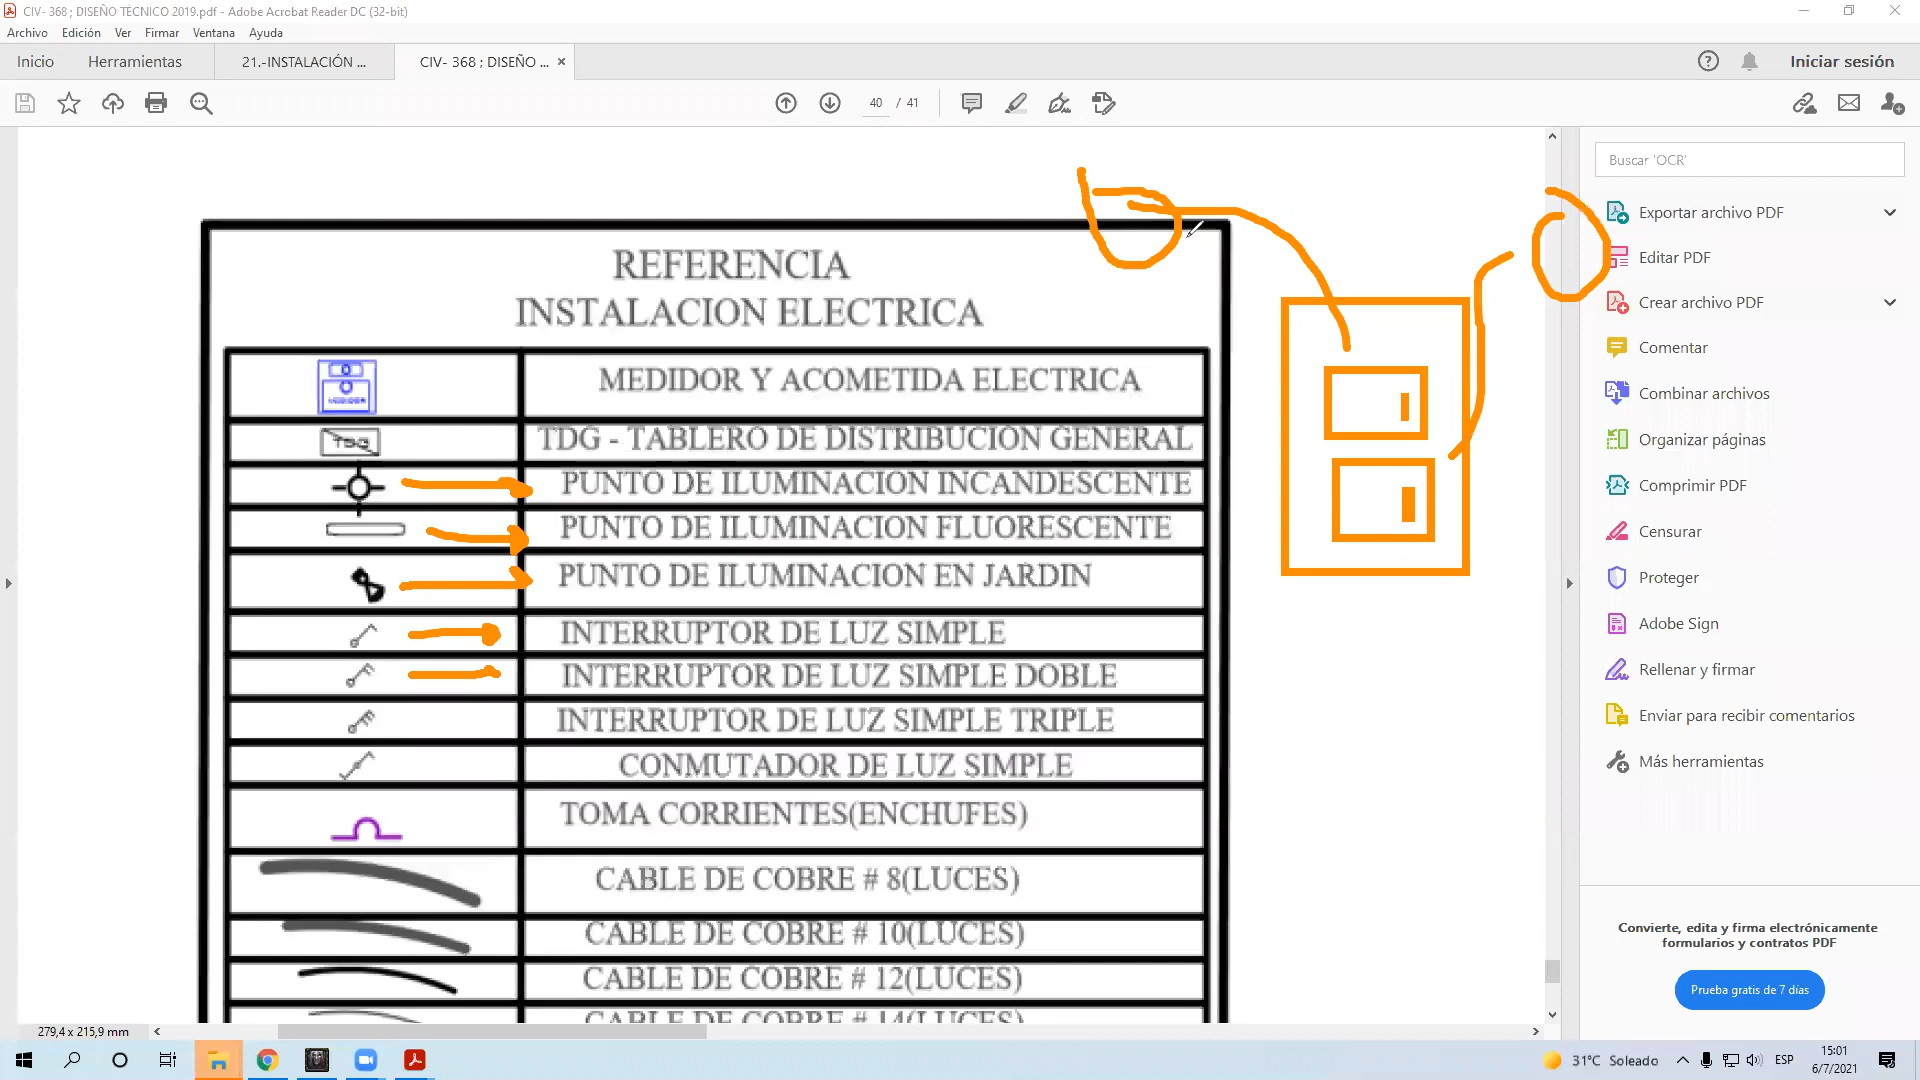 CIV- 368 ; DISEÑO TÉCNICO 2019.pdf - Adobe Acrobat Reader DC (32-bit)
Archivo Edición Ver Firmar Ventana Ayuda
Inicio Herramientas 21.-INSTALACIÓN ... CIV- 368 ; DISEÑO ... ×
40 / 41
Iniciar sesión
REFERENCIA
INSTALACION ELECTRICA
MEDIDOR Y ACOMETIDA ELECTRICA
TDG TDG - TABLERO DE DISTRIBUCION GENERAL
PUNTO DE ILUMINACION INCANDESCENTE
PUNTO DE ILUMINACION FLUORESCENTE
PUNTO DE ILUMINACION EN JARDIN
INTERRUPTOR DE LUZ SIMPLE
INTERRUPTOR DE LUZ SIMPLE DOBLE
INTERRUPTOR DE LUZ SIMPLE TRIPLE
CONMUTADOR DE LUZ SIMPLE
TOMA CORRIENTES(ENCHUFES)
CABLE DE COBRE # 8(LUCES)
CABLE DE COBRE # 10(LUCES)
CABLE DE COBRE # 12(LUCES)
CABLE DE COBRE # 14(LUCES)
Buscar 'OCR'
Exportar archivo PDF
Editar PDF
Crear archivo PDF
Comentar
Combinar archivos
Organizar páginas
Comprimir PDF
Censurar
Proteger
Adobe Sign
Rellenar y firmar
Enviar para recibir comentarios
Más herramientas
Convierte, edita y firma electrónicamente
formularios y contratos PDF
Prueba gratis de 7 días
279,4 x 215,9 mm
31°C Soleado
ESP
15:01
6/7/2021